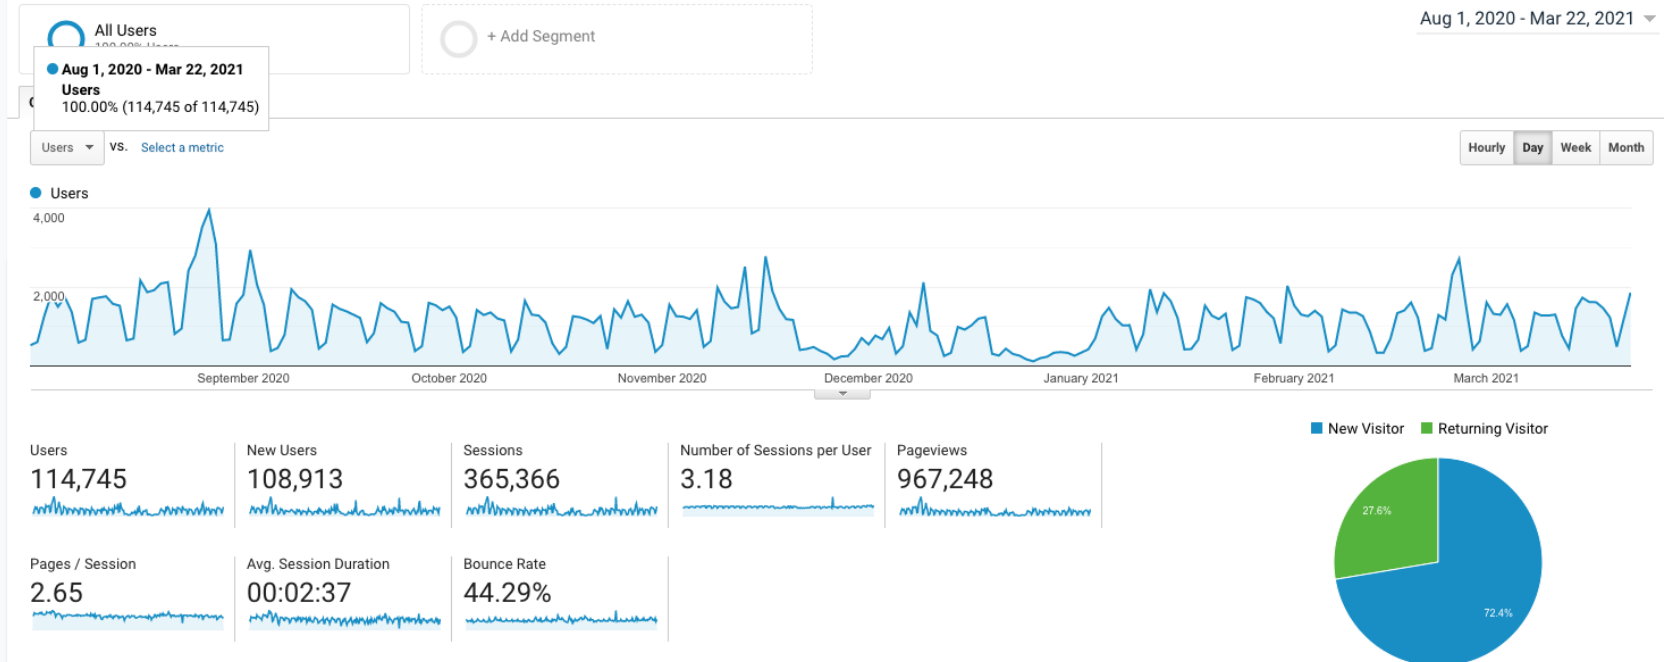 All Users
Aug 1, 2020 - Mar 22, 2021
+ Add Segment
Aug 1, 2020 - Mar 22, 2021
Users
100.00% (114,745 of 114,745)
Users
vs.
Select a metric
Hourly
Day
Week
Month
Users
4,000
2,000
September 2020
October 2020
November 2020
December 2020
January 2021
February 2021
March 2021
New Visitor
Returning Visitor
Users
114,745
New Users
108,913
Sessions
365,366
Number of Sessions per User
3.18
Pageviews
967,248
Pages / Session
2.65
Avg. Session Duration
00:02:37
Bounce Rate
44.29%
27.6%
72.4%